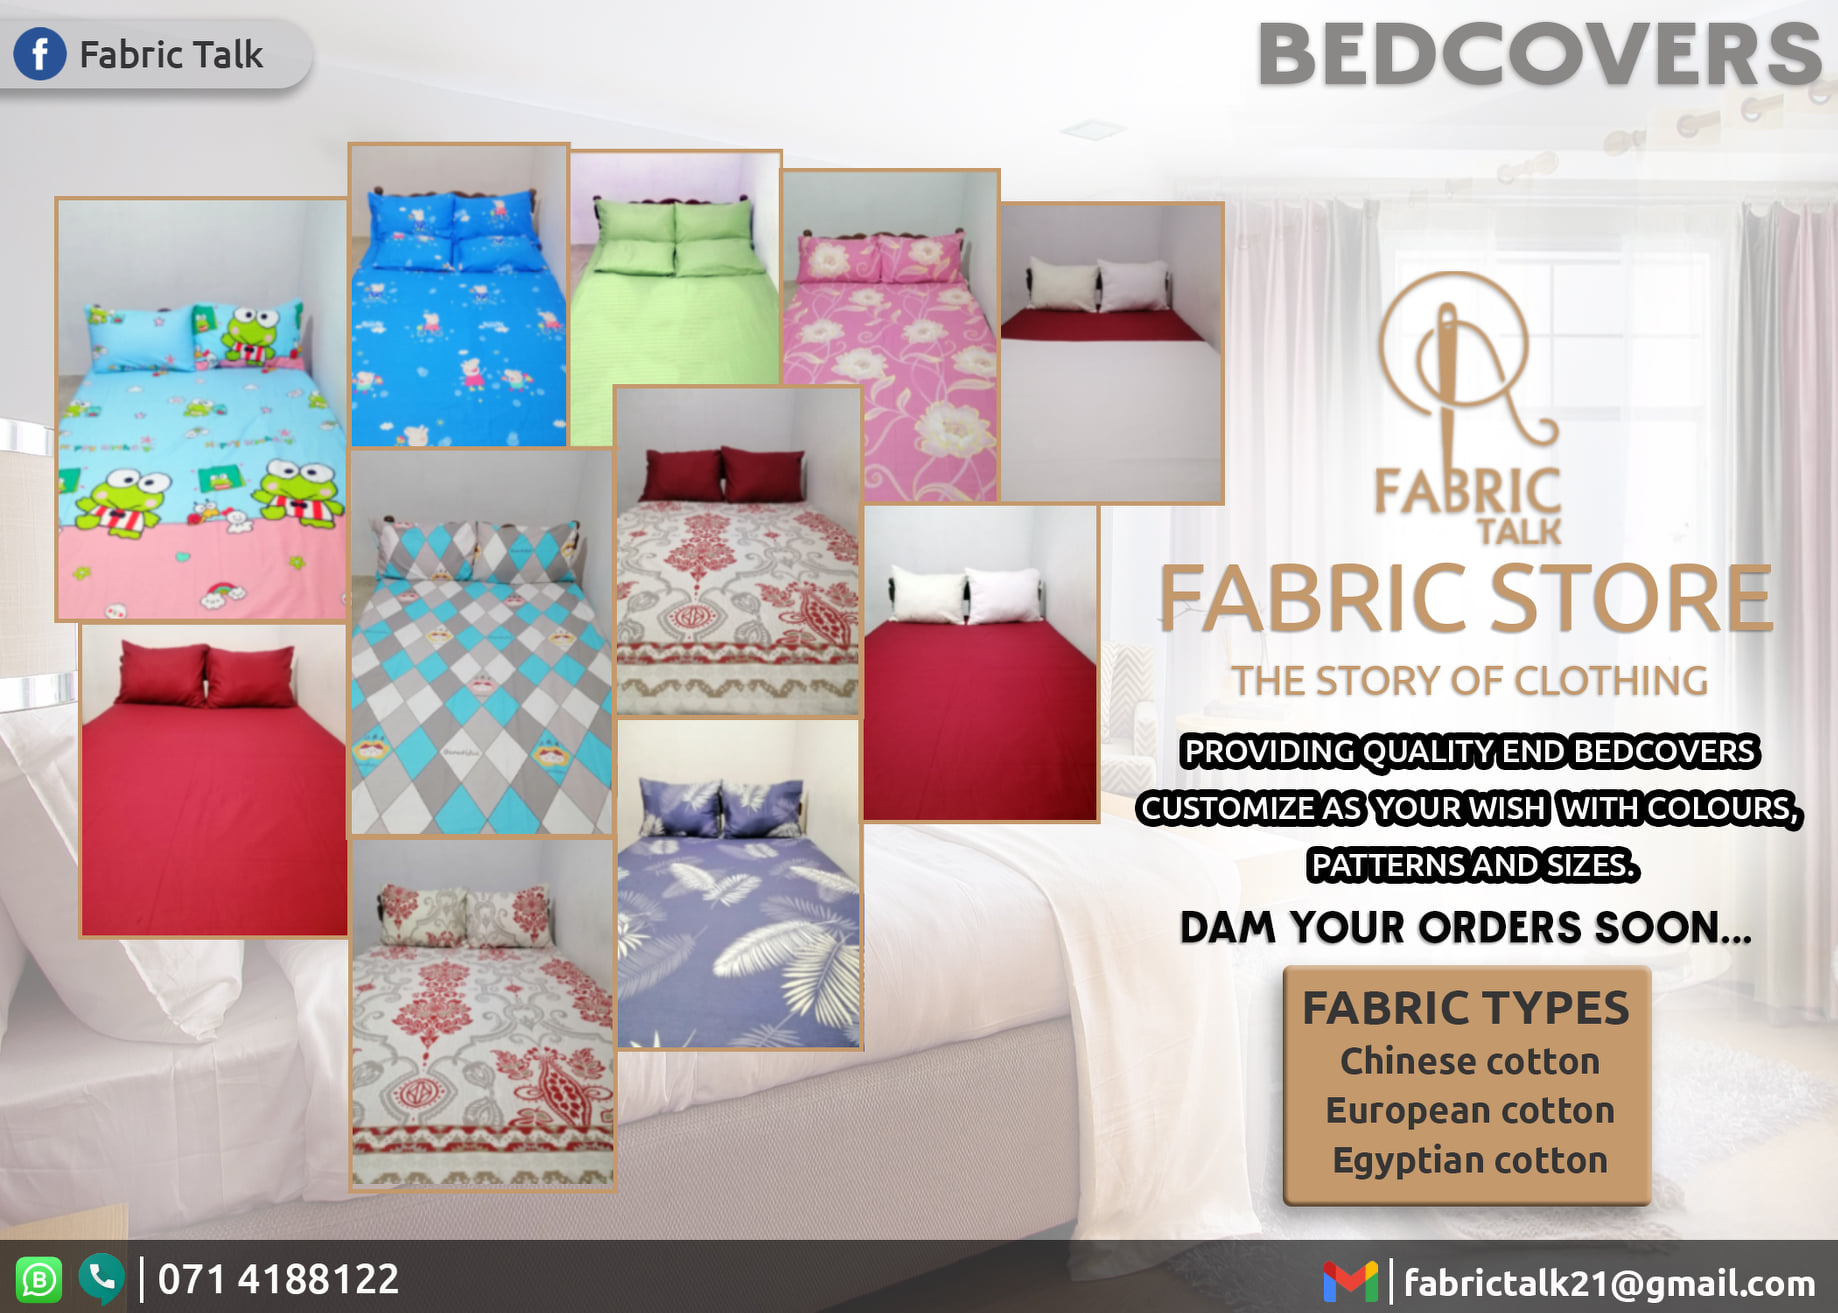 Fabric Talk
BEDCOVERS
FABRIC
TALK
FABRIC STORE
THE STORY OF CLOTHING
PROVIDING QUALITY END BEDCOVERS
CUSTOMIZE AS YOUR WISH WITH COLOURS,
PATTERNS AND SIZES.
DAM YOUR ORDERS SOON...
FABRIC TYPES
Chinese cotton
European cotton
Egyptian cotton
071 4188122
fabrictalk21@gmail.com